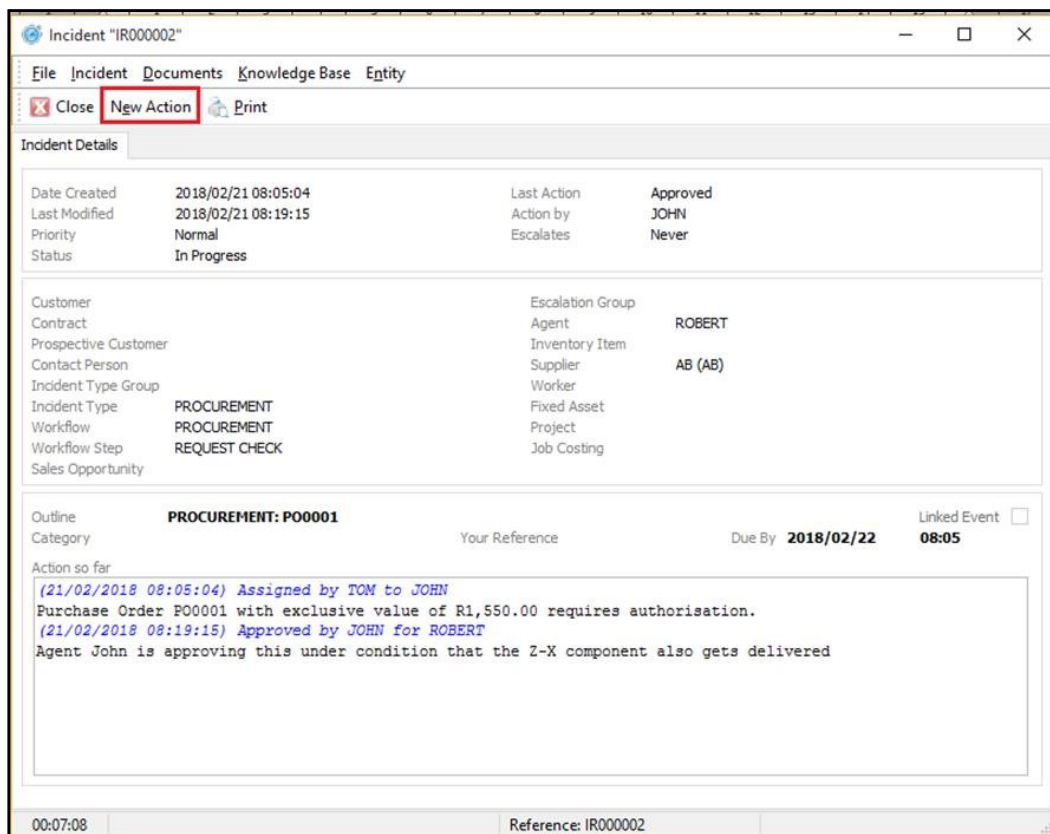 Incident "IR000002"
File Incident Documents Knowledge Base Entity
Close New Action Print
Incident Details
Date Created 2018/02/21 08:05:04 Last Action Approved
Last Modified 2018/02/21 08:19:15 Action by JOHN
Priority Normal Escalates Never
Status In Progress
Customer Escalation Group
Contract Agent ROBERT
Prospective Customer Inventory Item
Contact Person Supplier AB (AB)
Incident Type Group Worker
Incident Type PROCUREMENT Fixed Asset
Workflow PROCUREMENT Project
Workflow Step REQUEST CHECK Job Costing
Sales Opportunity
Outline PROCUREMENT: PO0001 Linked Event
Category Your Reference Due By 2018/02/22 08:05
Action so far
(21/02/2018 08:05:04) Assigned by TOM to JOHN
Purchase Order PO0001 with exclusive value of R1,550.00 requires authorisation.
(21/02/2018 08:19:15) Approved by JOHN for ROBERT
Agent John is approving this under condition that the Z-X component also gets delivered
00:07:08 Reference: IR000002